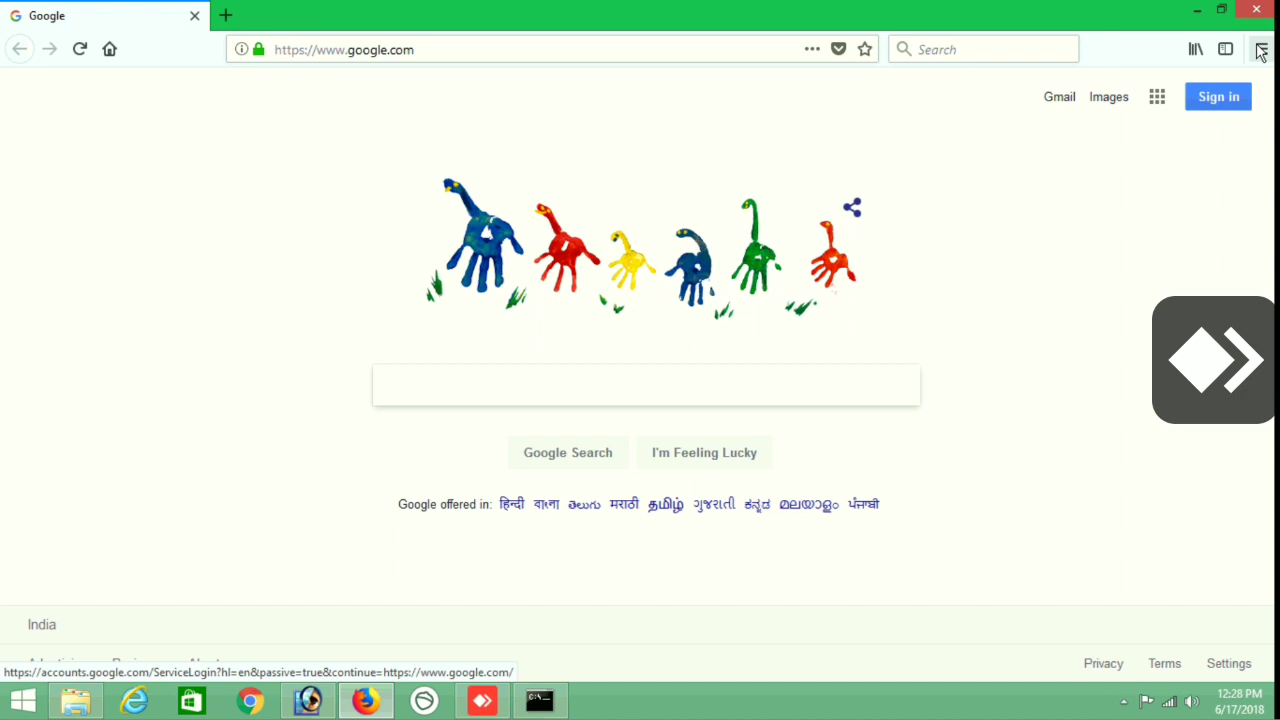 Google
https://www.google.com
Search
Gmail Images Sign in
Google Search I'm Feeling Lucky
Google offered in: हिन्दी বাংলা తెలుగు मराठी தமிழ் ગુજરાતી ಕನ್ನಡ മലയാളം ਪੰਜਾਬੀ
India
Privacy Terms Settings
https://accounts.google.com/ServiceLogin?hl=en&passive=true&continue=https://www.google.com/
C:\
12:28 PM
6/17/2018